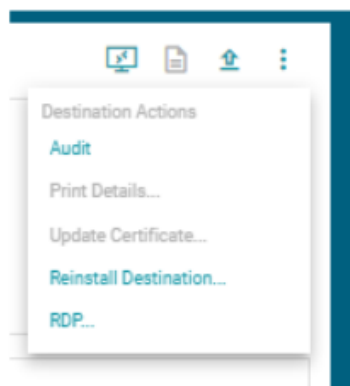 Destination Actions
Audit
Print Details...
Update Certificate...
Reinstall Destination...
RDP...